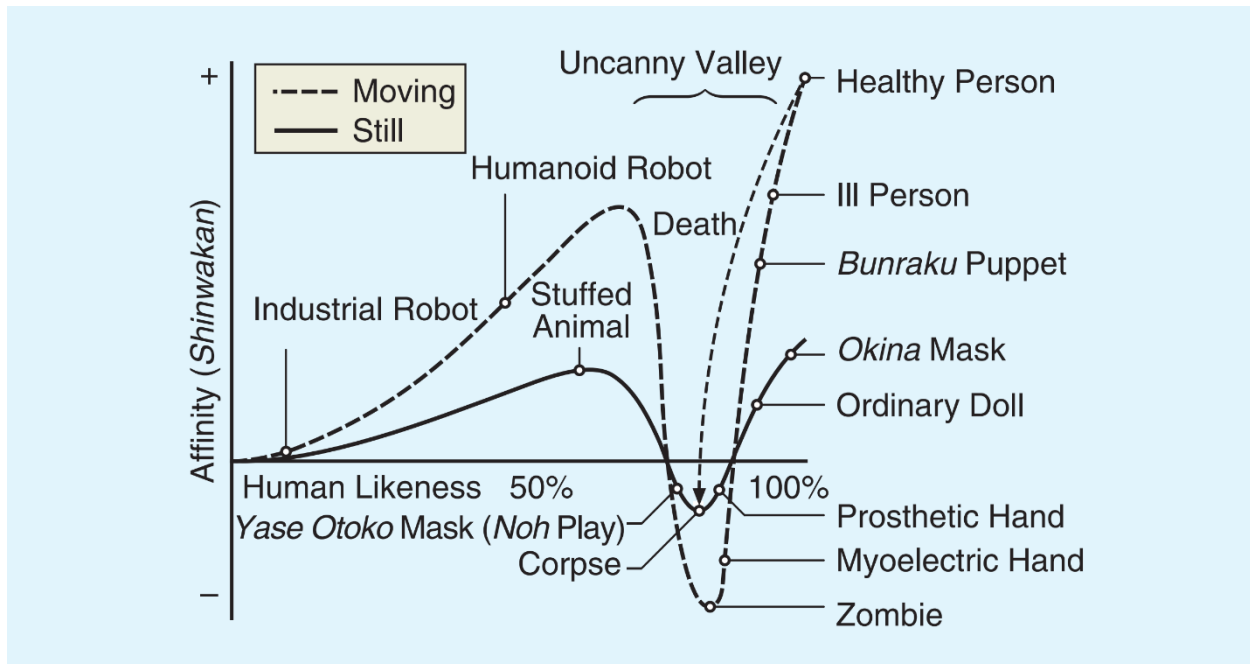 +
Moving
Still
Uncanny Valley
Healthy Person
Humanoid Robot
Death
Ill Person
Bunraku Puppet
Industrial Robot
Stuffed
Animal
Okina Mask
Ordinary Doll
Affinity (Shinwakan)
Human Likeness 50% 100%
Yase Otoko Mask (Noh Play)
Prosthetic Hand
Corpse
Myoelectric Hand
–
Zombie